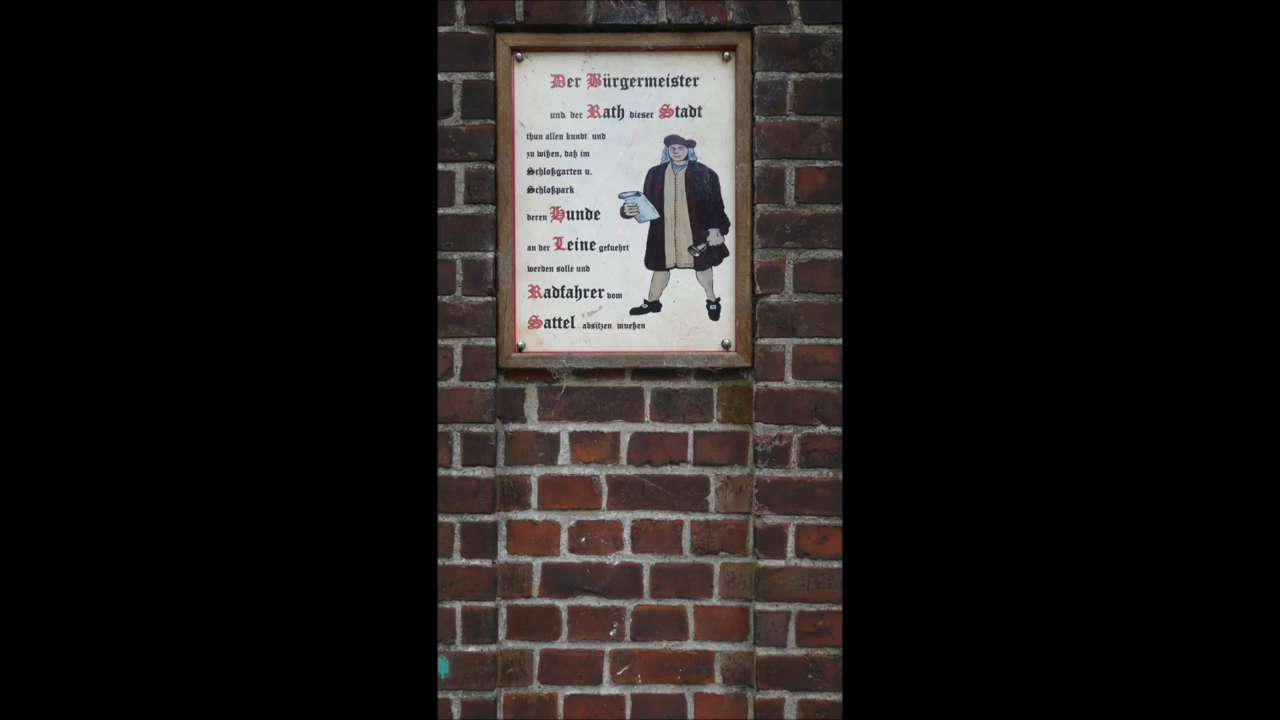 Der Bürgermeister
und der Rath dieser Stadt
thun allen kundt und
zu wißen, daß im
Schloßgarten u.
Schloßpark
deren Hunde
an der Leine gefuehrt
werden solle und
Radfahrer vom
Sattel absitzen mueßen